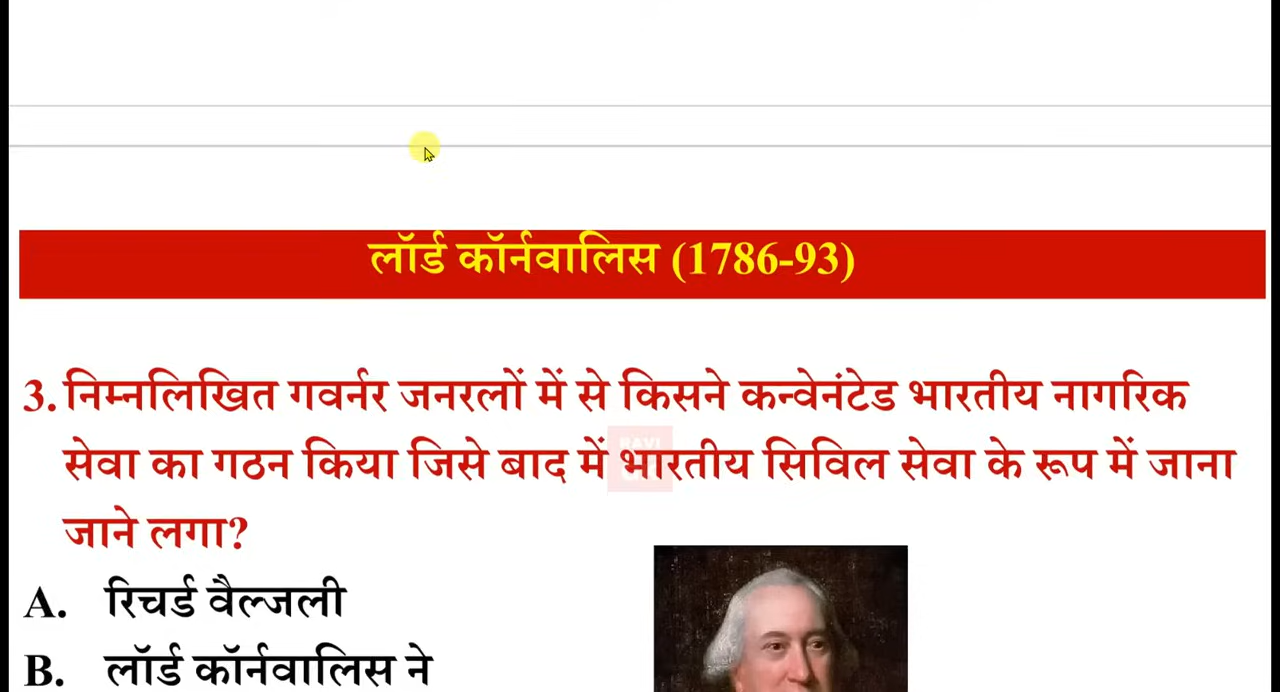 लॉर्ड कॉर्नवालिस (1786-93)
3. निम्नलिखित गवर्नर जनरलों में से किसने कन्वेनंटेड भारतीय नागरिक
सेवा का गठन किया जिसे बाद में भारतीय सिविल सेवा के रूप में जाना
जाने लगा?
A. रिचर्ड वैल्जली
B. लॉर्ड कॉर्नवालिस ने